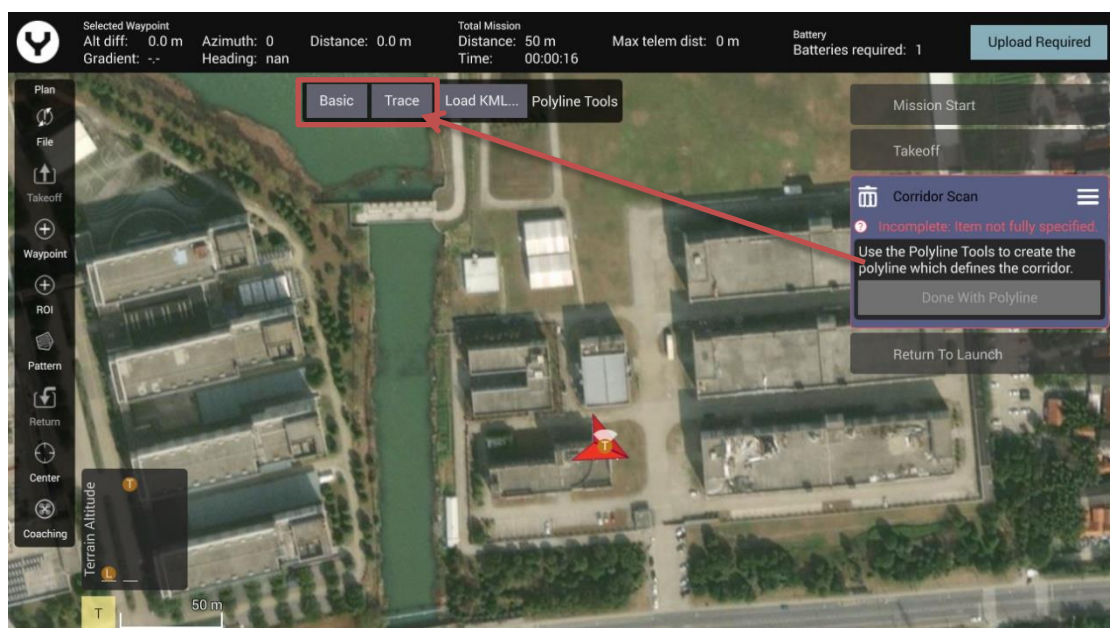 Selected Waypoint
Alt diff: 0.0 m Azimuth: 0 Distance: 0.0 m
Gradient: -.- Heading: nan
Total Mission
Distance: 50 m Max telem dist: 0 m
Time: 00:00:16
Battery
Batteries required: 1
Upload Required
Plan
File
Takeoff
Waypoint
ROI
Pattern
Return
Center
Coaching
Basic Trace Load KML... Polyline Tools
Mission Start
Takeoff
Corridor Scan
? Incomplete: Item not fully specified.
Use the Polyline Tools to create the
polyline which defines the corridor.
Done With Polyline
Return To Launch
T
Terrain Altitude
T
L
T
50 m